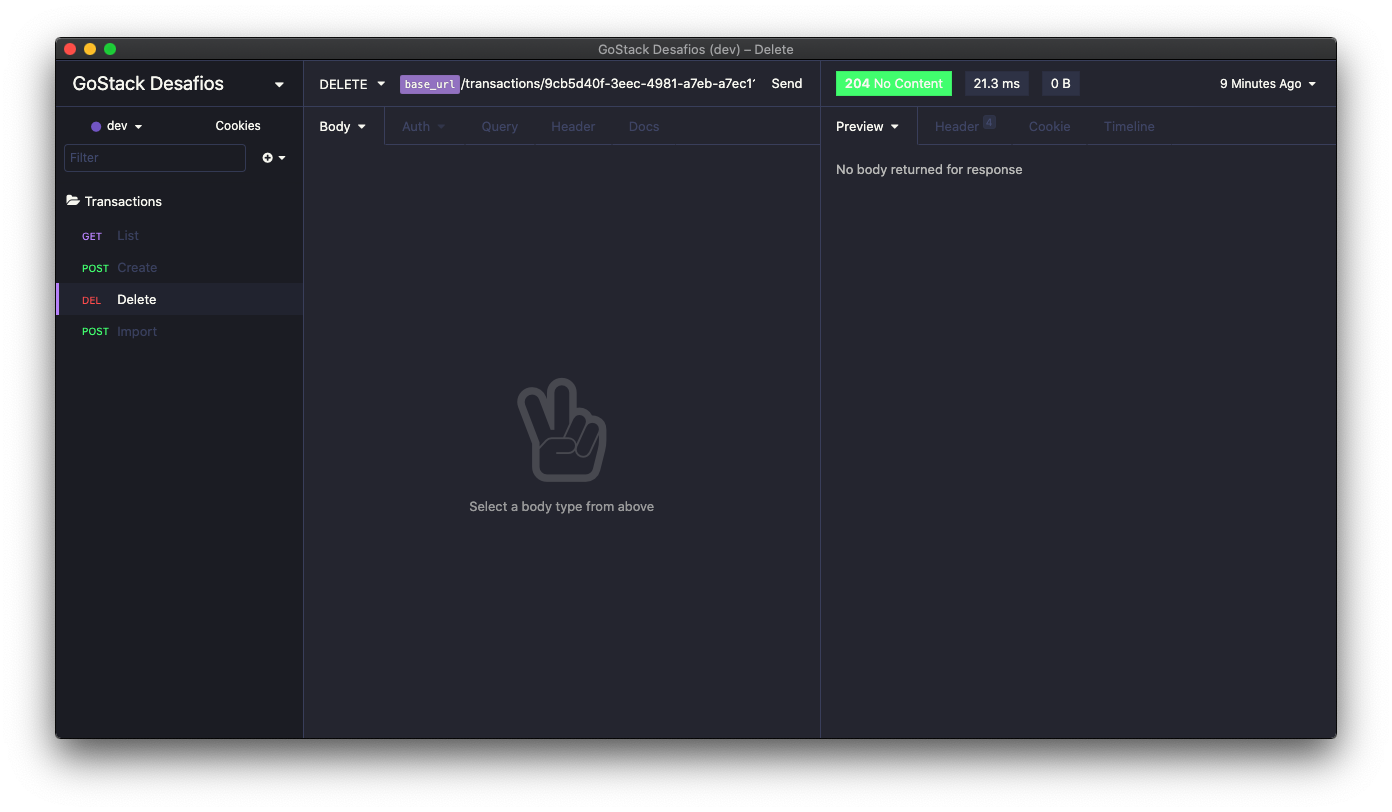 GoStack Desafios (dev) – Delete
GoStack Desafios
DELETE base_url/transactions/9cb5d40f-3eec-4981-a7eb-a7ec1 Send
204 No Content 21.3 ms 0 B 9 Minutes Ago
dev Cookies
Body Auth Query Header Docs
Preview Header 4 Cookie Timeline
Filter
No body returned for response
Transactions
GET List
POST Create
DEL Delete
POST Import
Select a body type from above